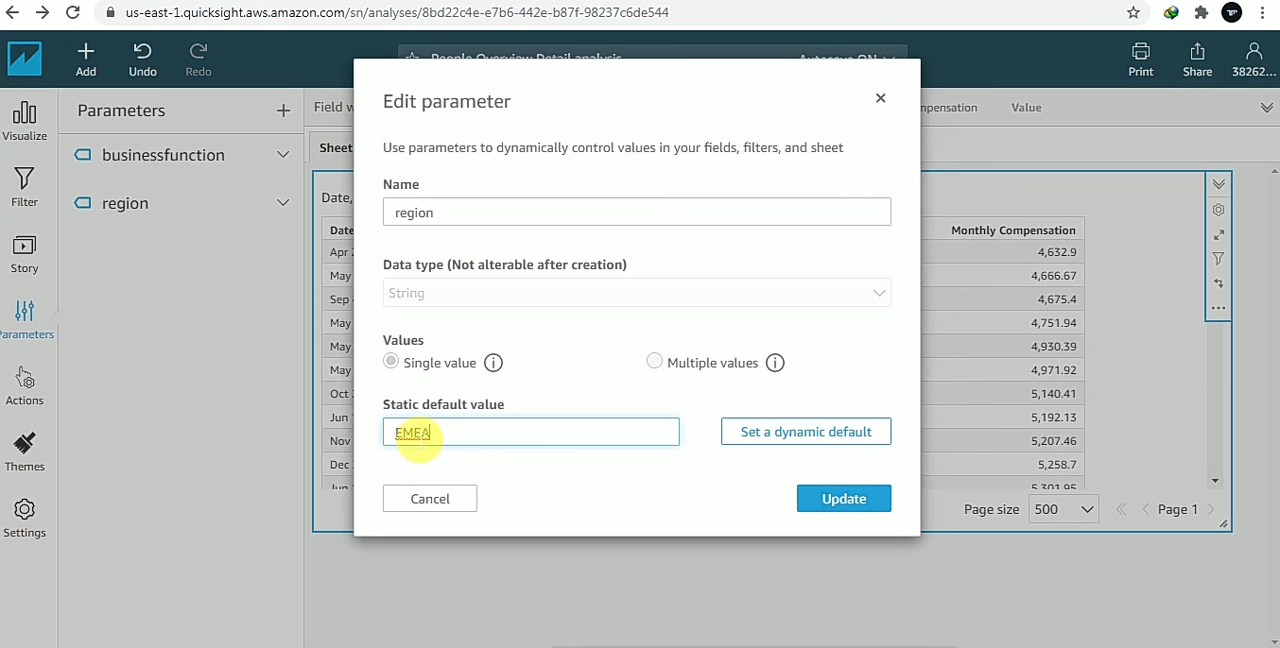 us-east-1.quicksight.aws.amazon.com/sn/analyses/8bd22c4e-e7b6-442e-b87f-98237c6de544
Add
Undo
Redo
Print
Share
38262...
Visualize
Filter
Story
Parameters
Actions
Themes
Settings
Parameters
businessfunction
region
Field w
mpensation
Value
Sheet
Date,
Date
Monthly Compensation
Apr
4,632.9
May
4,666.67
Sep
4,675.4
May
4,751.94
May
4,930.39
May
4,971.92
Oct
5,140.41
Jun
5,192.13
Nov
5,207.46
Dec
5,258.7
Jun
5,301.95
Page size
500
Page 1
Edit parameter
Use parameters to dynamically control values in your fields, filters, and sheet
Name
region
Data type (Not alterable after creation)
String
Values
Single value
Multiple values
Static default value
EMEA
Set a dynamic default
Cancel
Update